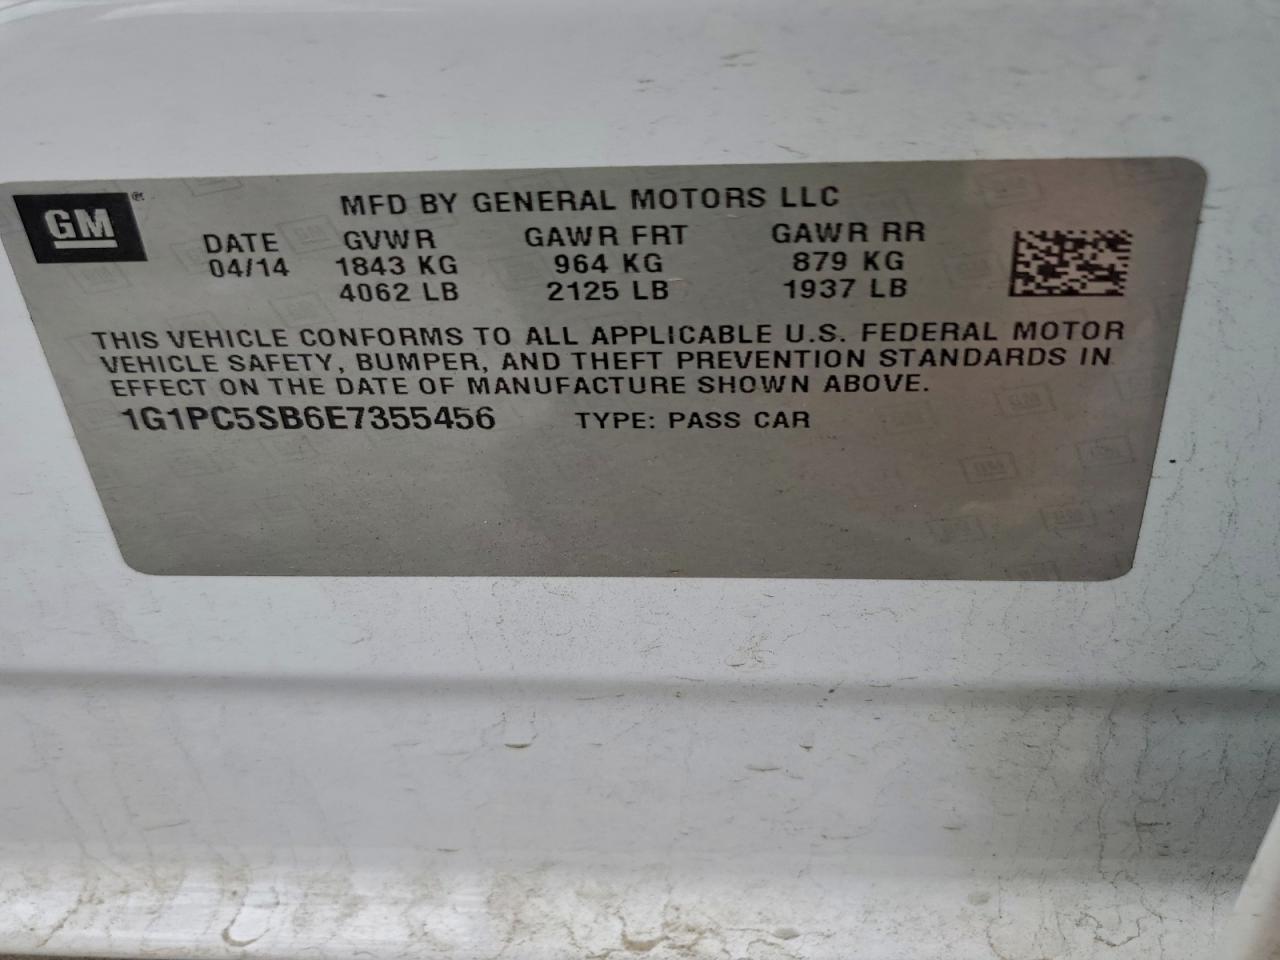 GM®
MFD BY GENERAL MOTORS LLC
DATE GVWR GAWR FRT GAWR RR
04/14 1843 KG 964 KG 879 KG
4062 LB 2125 LB 1937 LB
THIS VEHICLE CONFORMS TO ALL APPLICABLE U.S. FEDERAL MOTOR
VEHICLE SAFETY, BUMPER, AND THEFT PREVENTION STANDARDS IN
EFFECT ON THE DATE OF MANUFACTURE SHOWN ABOVE.
1G1PC5SB6E7355456 TYPE: PASS CAR